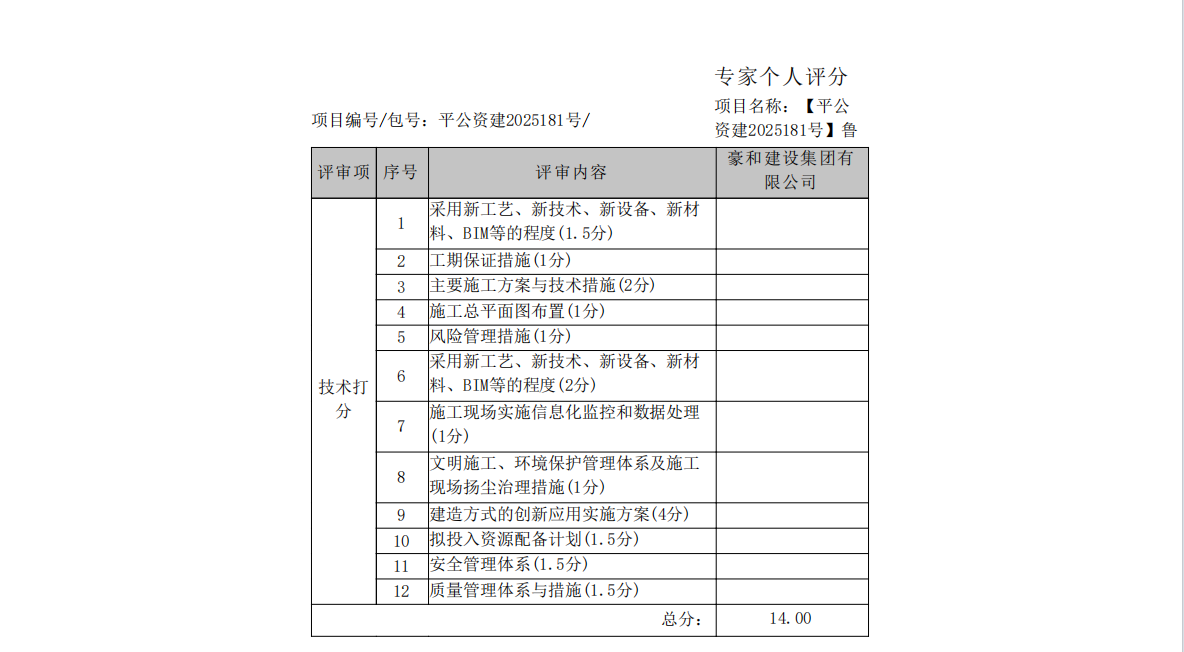 专家个人评分
项目编号/包号: 平公资建2025181号/
项目名称: 【平公
资建2025181号】鲁
评审项 序号 评审内容 豪和建设集团有
限公司
技术打
分
1 采用新工艺、新技术、新设备、新材
料、BIM等的程度(1.5分)
2 工期保证措施(1分)
3 主要施工方案与技术措施(2分)
4 施工总平面图布置(1分)
5 风险管理措施(1分)
6 采用新工艺、新技术、新设备、新材
料、BIM等的程度(2分)
7 施工现场实施信息化监控和数据处理
(1分)
8 文明施工、环境保护管理体系及施工
现场扬尘治理措施(1分)
9 建造方式的创新应用实施方案(4分)
10 拟投入资源配备计划(1.5分)
11 安全管理体系(1.5分)
12 质量管理体系与措施(1.5分)
总分: 14.00